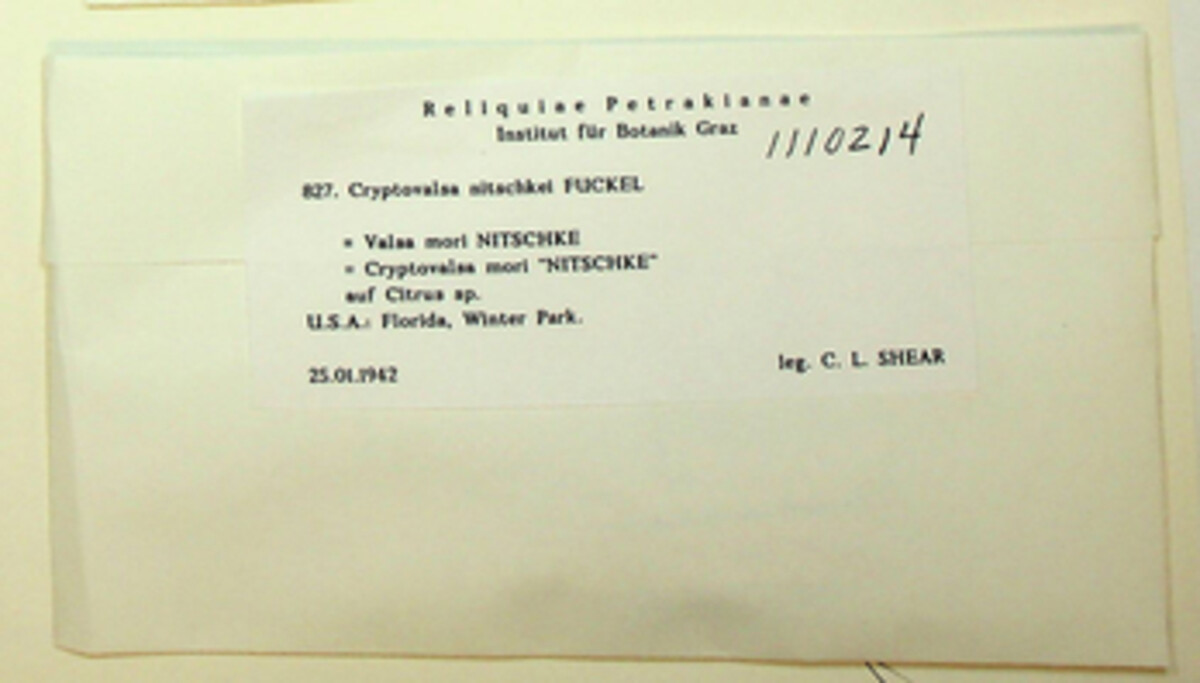 Reliquiae Petrakianae
Institut für Botanik Graz
1110214
827. Cryptovalsa nitschkei FUCKEL
= Valsa mori NITSCHKE
= Cryptovalsa mori "NITSCHKE"
auf Citrus sp.
U.S.A.: Florida, Winter Park.
25.01.1942
leg. C. L. SHEAR